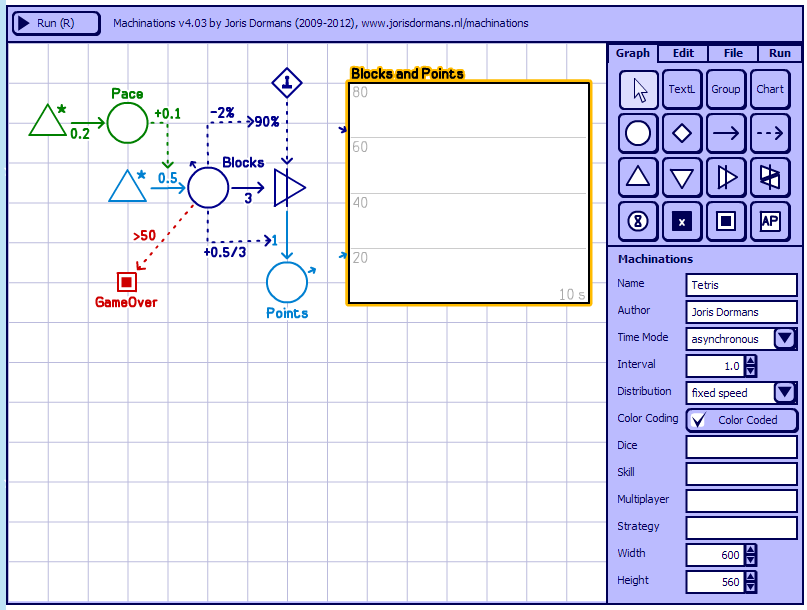 Run (R)
Machinations v4.03 by Joris Dormans (2009-2012), www.jorisdormans.nl/machinations
Graph Edit File Run
TextL Group Chart
x AP
Machinations
Name Tetris
Author Joris Dormans
Time Mode asynchronous
Interval 1.0
Distribution fixed speed
Color Coding Color Coded
Dice
Skill
Multiplayer
Strategy
Width 600
Height 560
Pace
*
0.2
+0.1
-2%
90%
*
0.5
Blocks
3
>50
+0.5/3
1
GameOver
Points
Blocks and Points
80
60
40
20
10 s